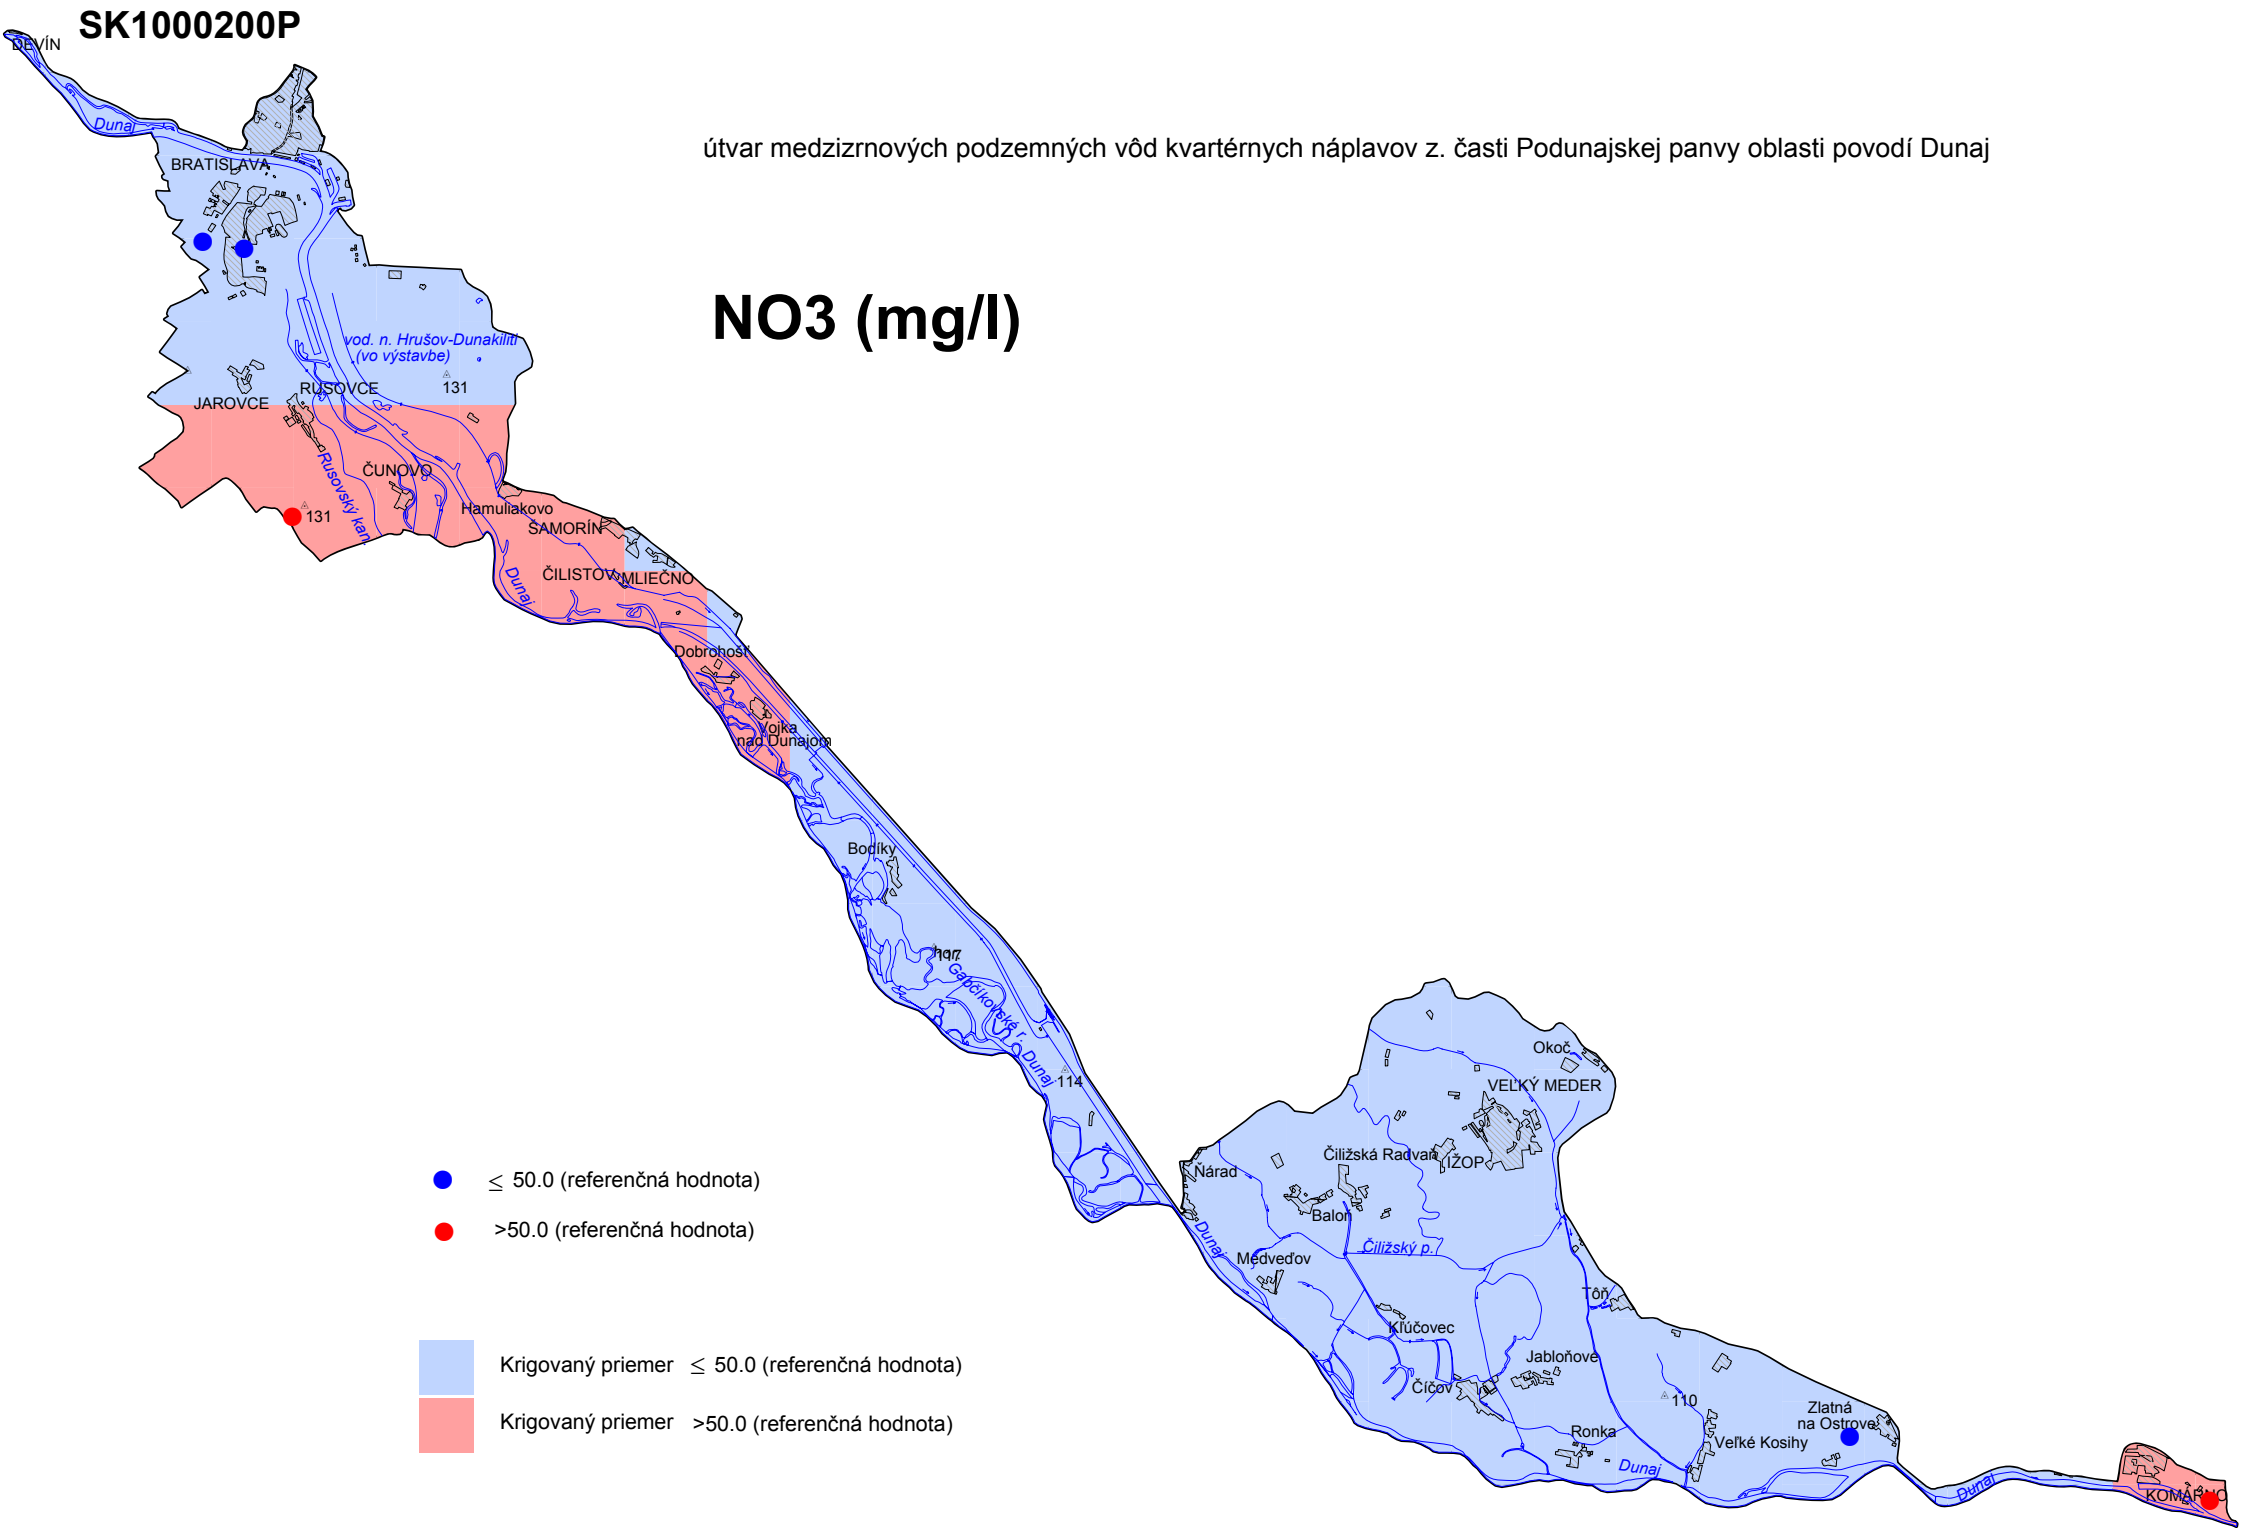 SK1000200P
DEVÍN
Dunaj
útvar medzizrnových podzemných vôd kvartérnych náplavov z. časti Podunajskej panvy oblasti povodí Dunaj
BRATISLAVA
NO3 (mg/l)
vod. n. Hrušov-Dunakiliti
(vo výstavbe)
131
RUSOVCE
JAROVCE
ČUNOVO
Rusovský kan.
131
Hamuliakovo
ŠAMORÍN
Dunaj
ČILISTOV
MLIEČNO
Dobrohošť
Vojka
nad Dunajom
Bodíky
117
Gabčíkovské r.
Dunaj
114
Okoč
VEĽKÝ MEDER
Čiližská Radvaň
IŽOP
Ňárad
Baloň
Dunaj
Čiližský p.
Medveďov
Tôň
Kľúčovec
Jabloňové
Číčov
110
Zlatná
na Ostrove
Ronka
Veľké Kosihy
Dunaj
Dunaj
KOMÁRNO
≤ 50.0 (referenčná hodnota)
>50.0 (referenčná hodnota)
Krigovaný priemer ≤ 50.0 (referenčná hodnota)
Krigovaný priemer >50.0 (referenčná hodnota)